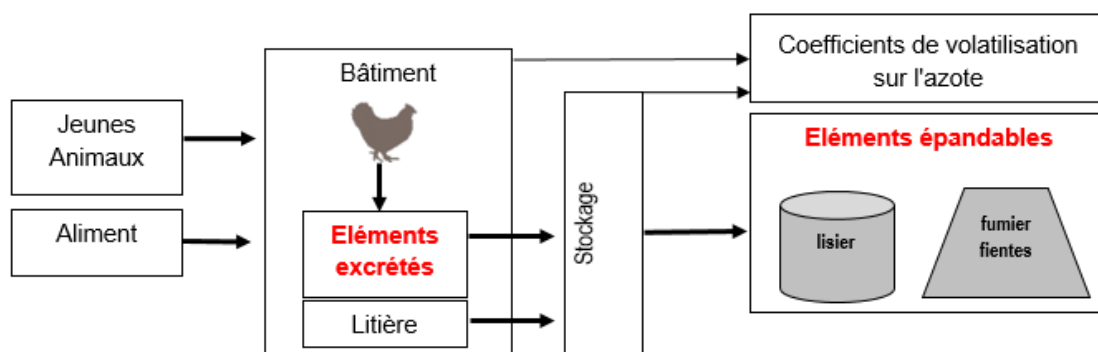 Jeunes
Animaux
Aliment
Bâtiment
Eléments
excrétés
Litière
Stockage
Coefficients de volatilisation
sur l'azote
Eléments épandables
lisier
fumier
fientes